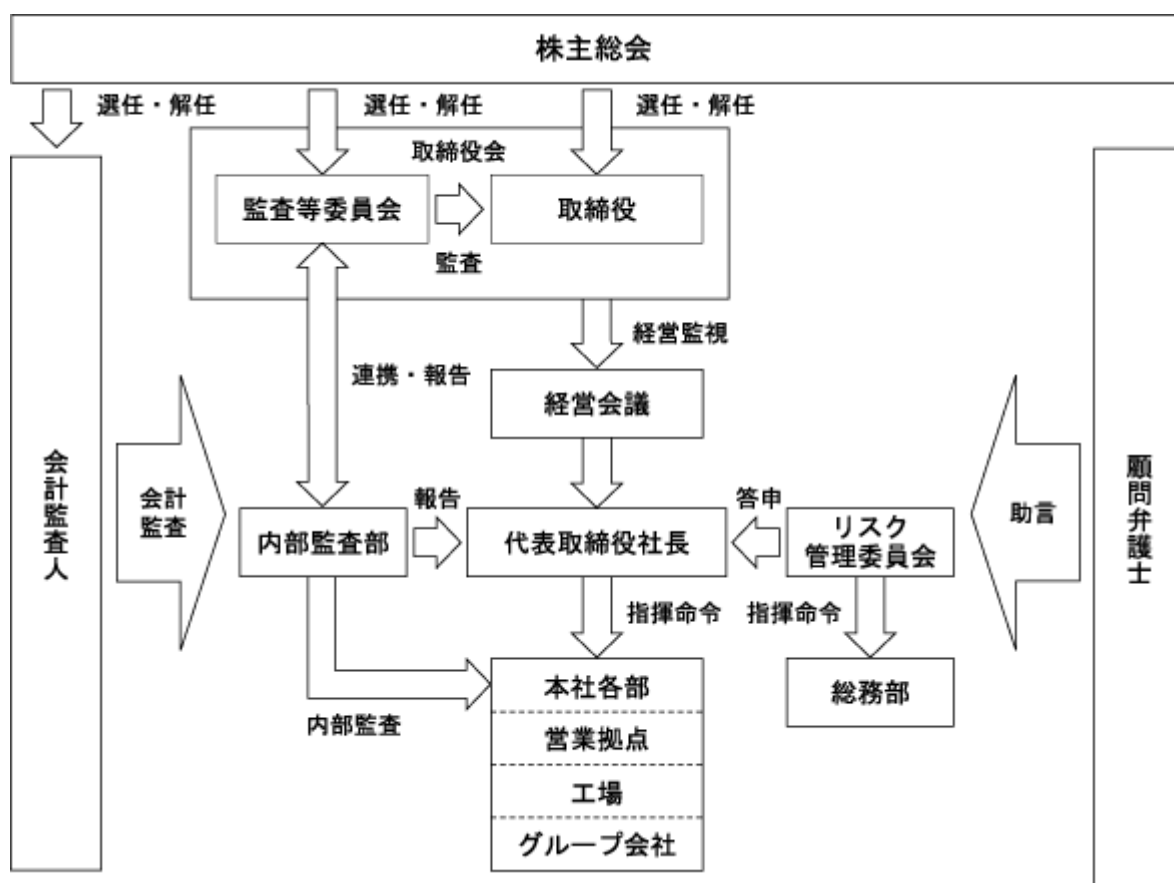 株主総会
選任・解任
選任・解任
選任・解任
取締役会
監査等委員会
取締役
監査
経営監視
連携・報告
経営会議
会計監査人
会計
監査
内部監査部
報告
代表取締役社長
答申
リスク
管理委員会
助言
顧問弁護士
指揮命令
指揮命令
内部監査
本社各部
営業拠点
工場
グループ会社
総務部